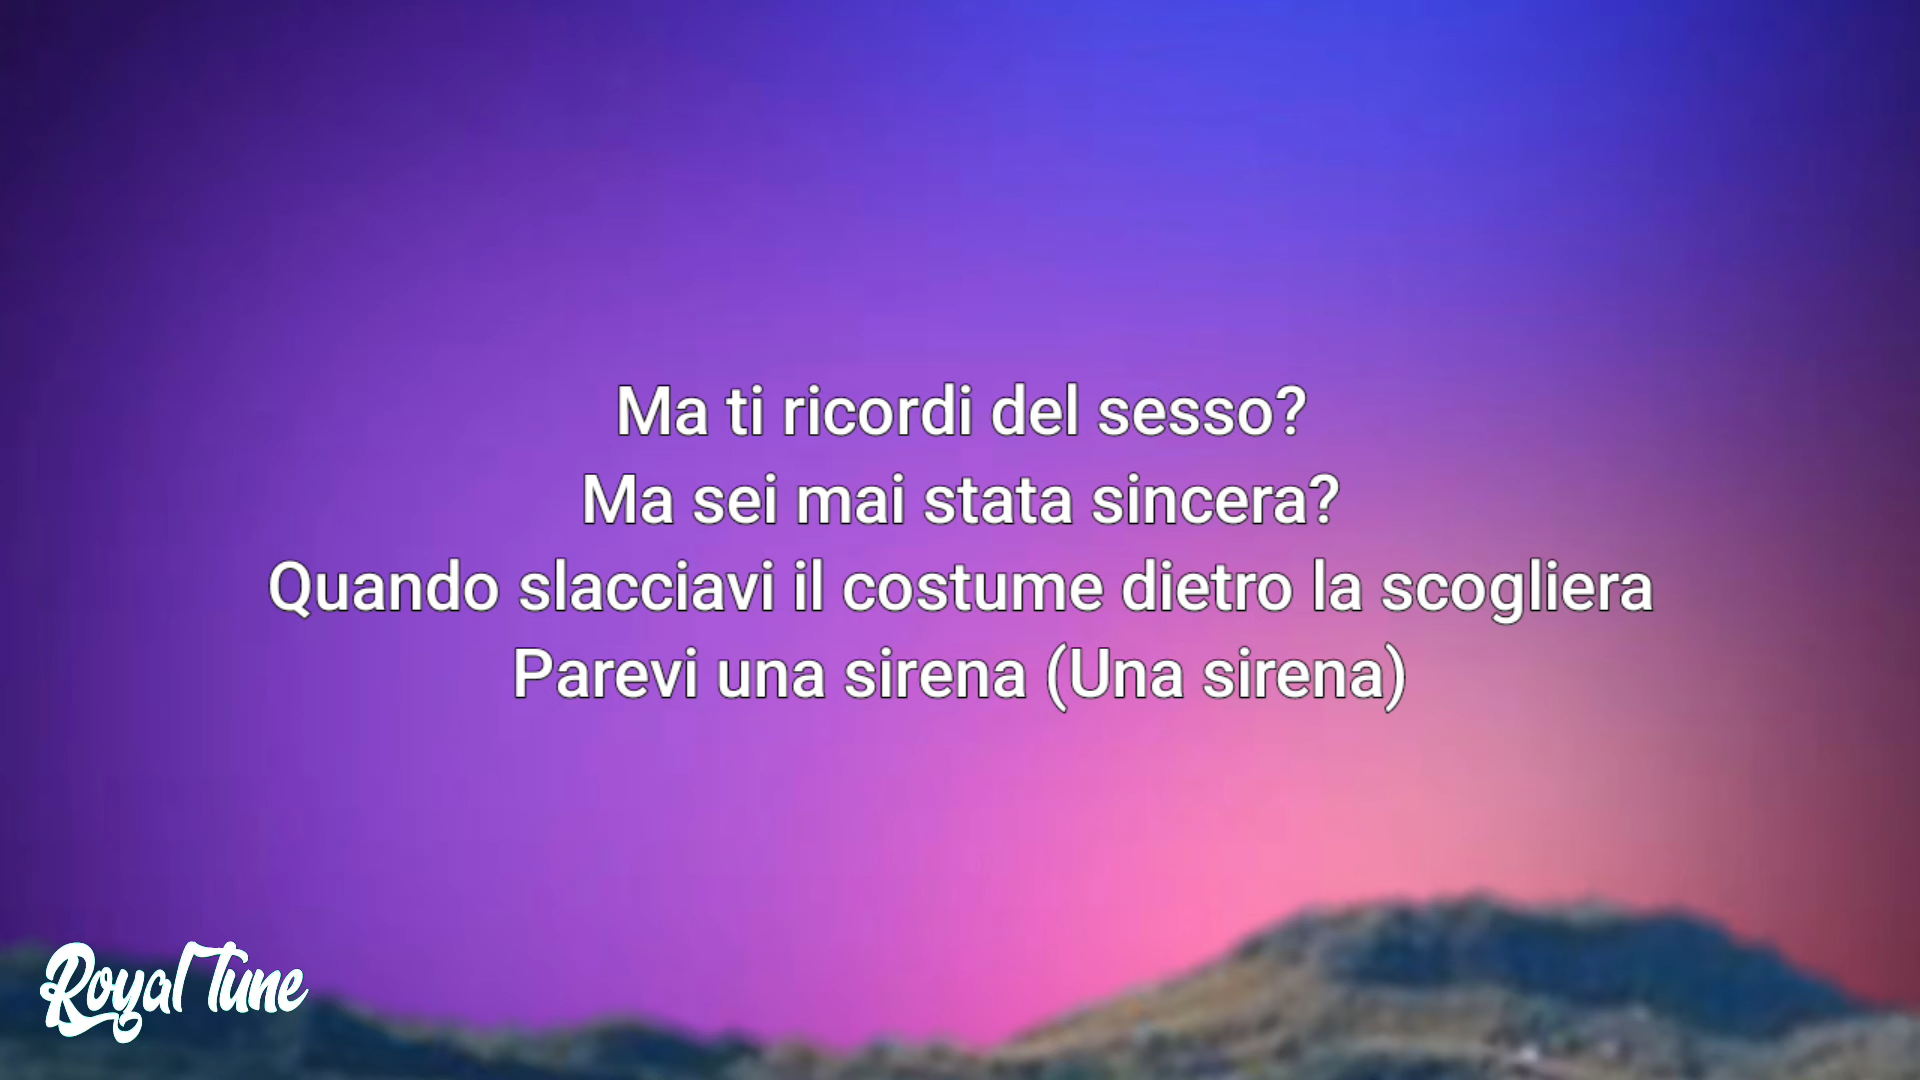 Ma ti ricordi del sesso?
Ma sei mai stata sincera?
Quando slacciavi il costume dietro la scogliera
Parevi una sirena (Una sirena)
Royal Tune